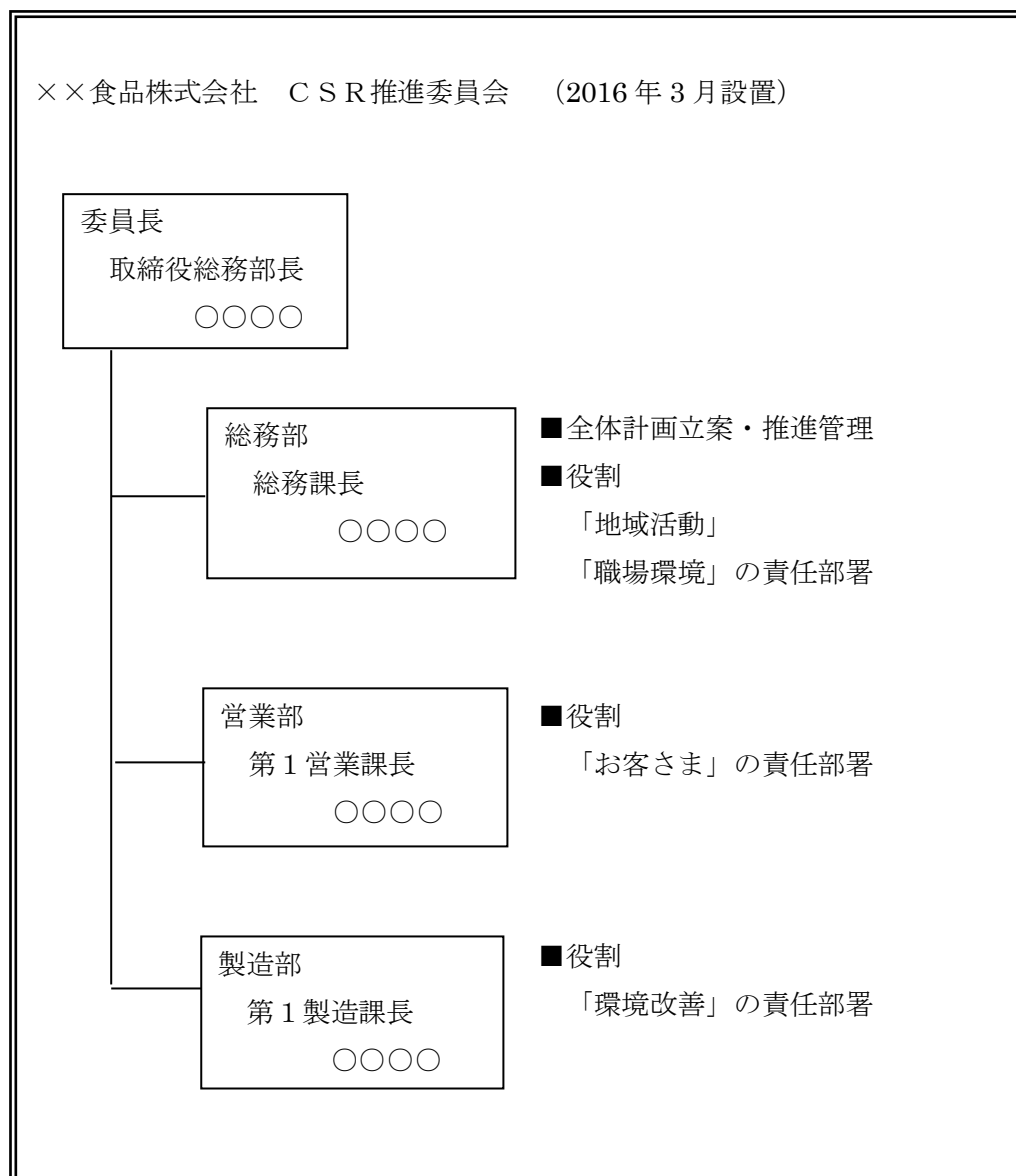 ××食品株式会社　ＣＳＲ推進委員会　（2016 年 3 月設置）
委員長
取締役総務部長
○○○○
総務部
総務課長
○○○○
■全体計画立案・推進管理
■役割
「地域活動」
「職場環境」の責任部署
営業部
第１営業課長
○○○○
■役割
「お客さま」の責任部署
製造部
第１製造課長
○○○○
■役割
「環境改善」の責任部署